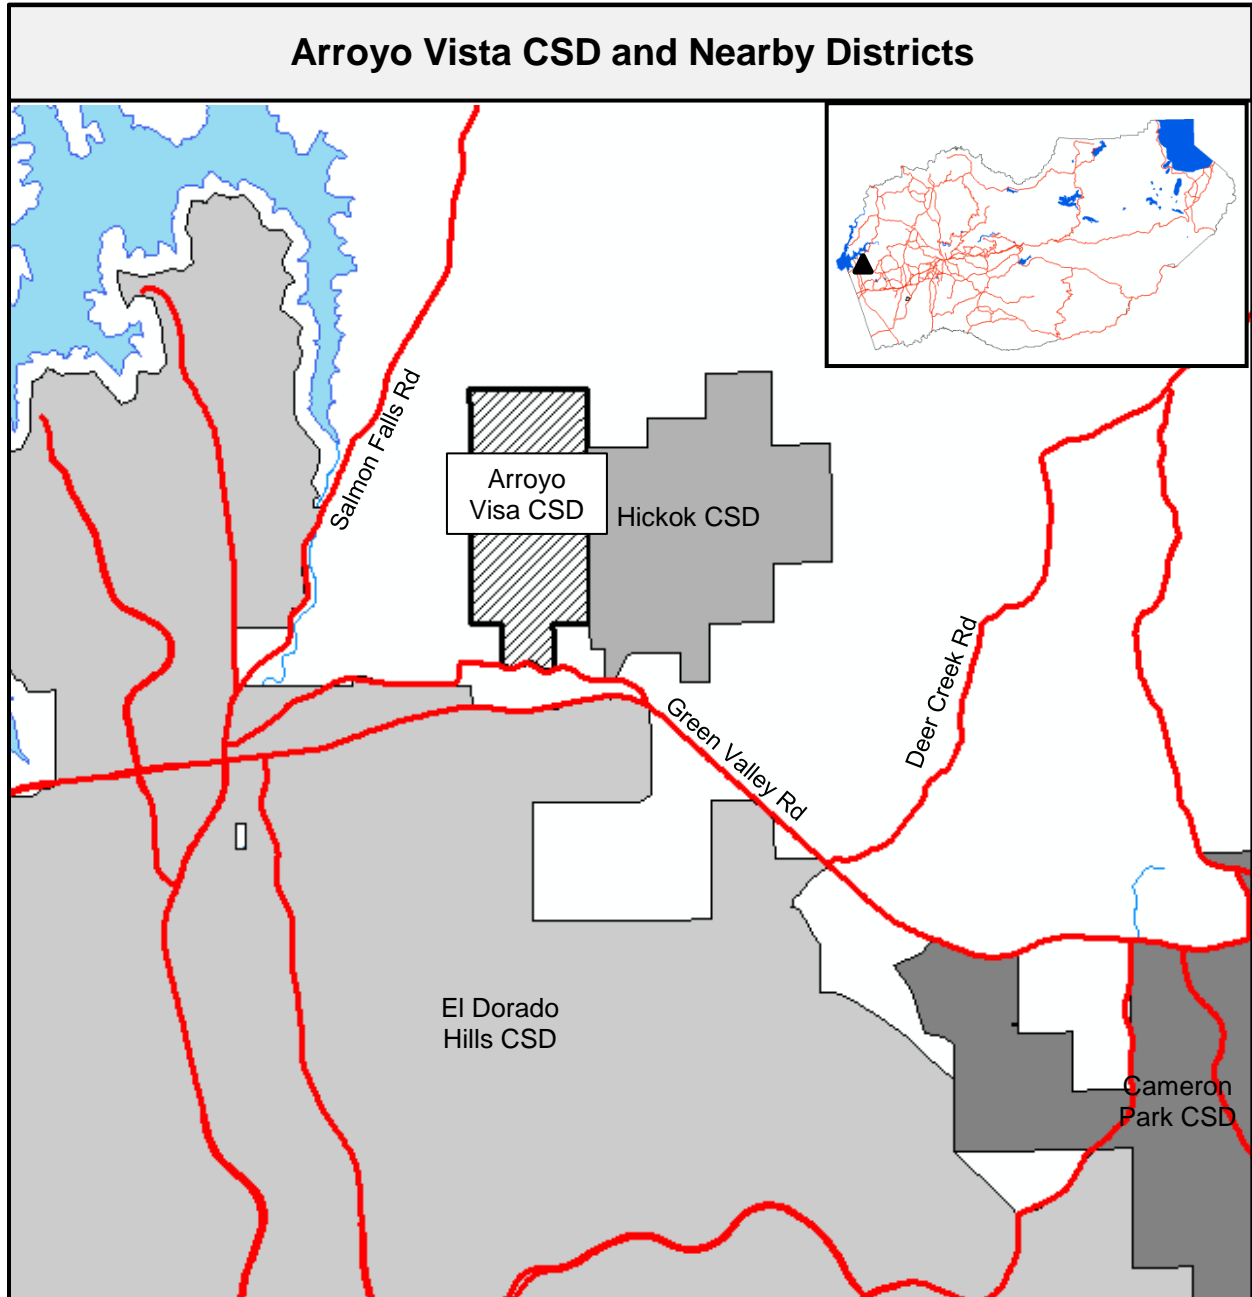 Arroyo Vista CSD and Nearby Districts
Salmon Falls Rd
Arroyo
Visa CSD
Hickok CSD
Deer Creek Rd
Green Valley Rd
El Dorado
Hills CSD
Cameron
Park CSD